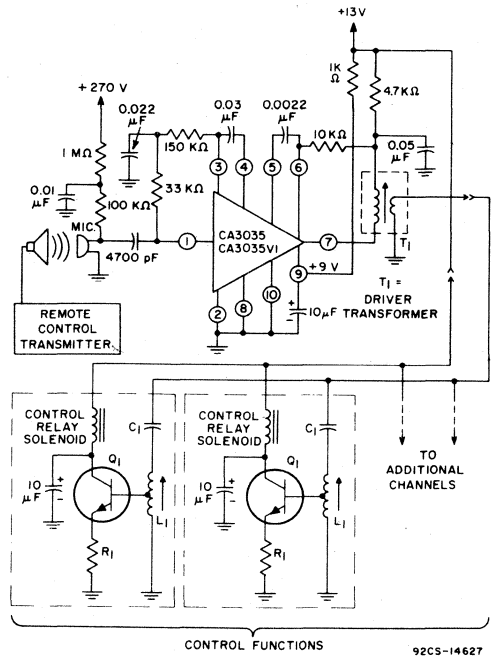 +13V
1K
Ω
4.7KΩ
+270 V
0.022
μF
0.03
μF
0.0022
μF
10KΩ
150 KΩ
0.05
μF
1 MΩ
3
4
5
6
0.01
μF
100 KΩ
33 KΩ
MIC.
CA3035
CA3035VI
1
7
4700 pF
T1
9
+9 V
2
8
10
+
10μF
−
T1 =
DRIVER
TRANSFORMER
REMOTE
CONTROL
TRANSMITTER
CONTROL
RELAY
SOLENOID
C1
CONTROL
RELAY
SOLENOID
C1
TO
ADDITIONAL
CHANNELS
Q1
Q1
10
μF
+
−
10
μF
+
−
L1
L1
R1
R1
CONTROL FUNCTIONS
92CS-14627